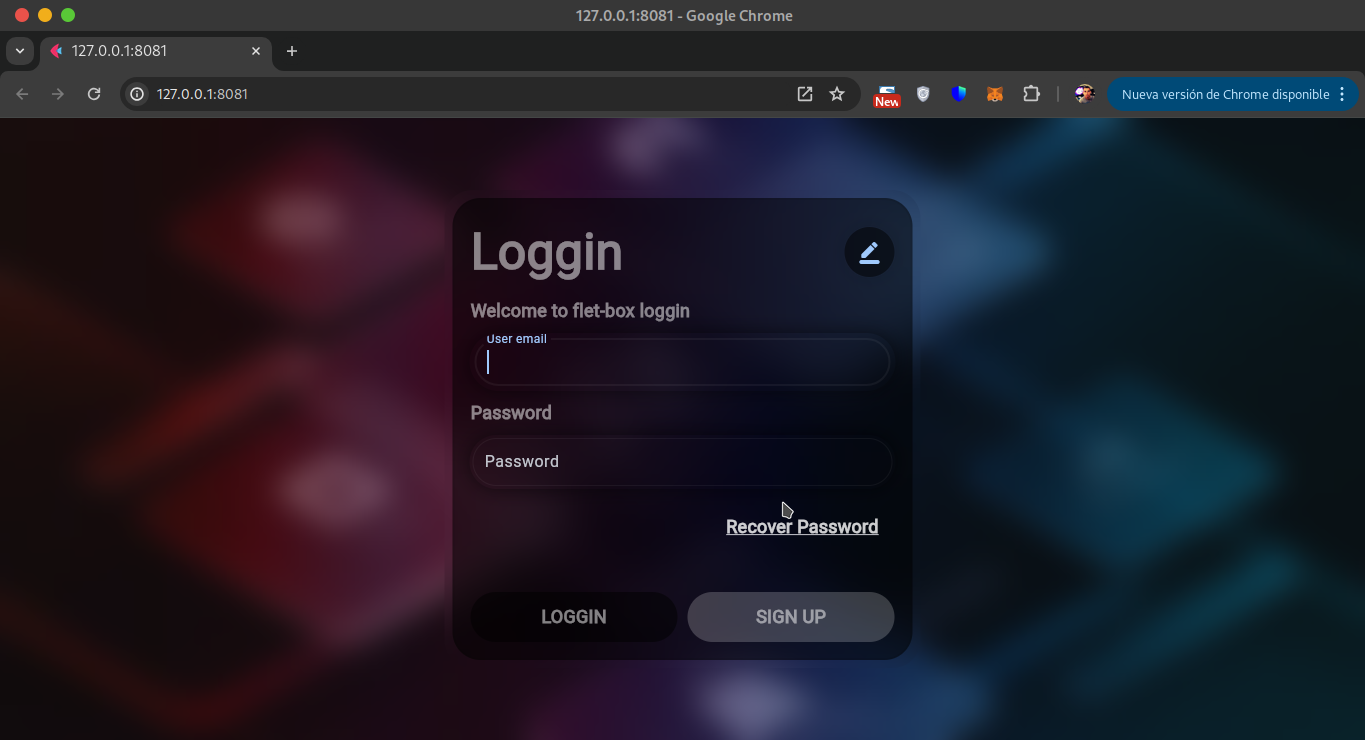 127.0.0.1:8081 - Google Chrome
127.0.0.1:8081
127.0.0.1:8081
New
Nueva versión de Chrome disponible
Loggin
Welcome to flet-box loggin
User email
Password
Password
Recover Password
LOGGIN
SIGN UP